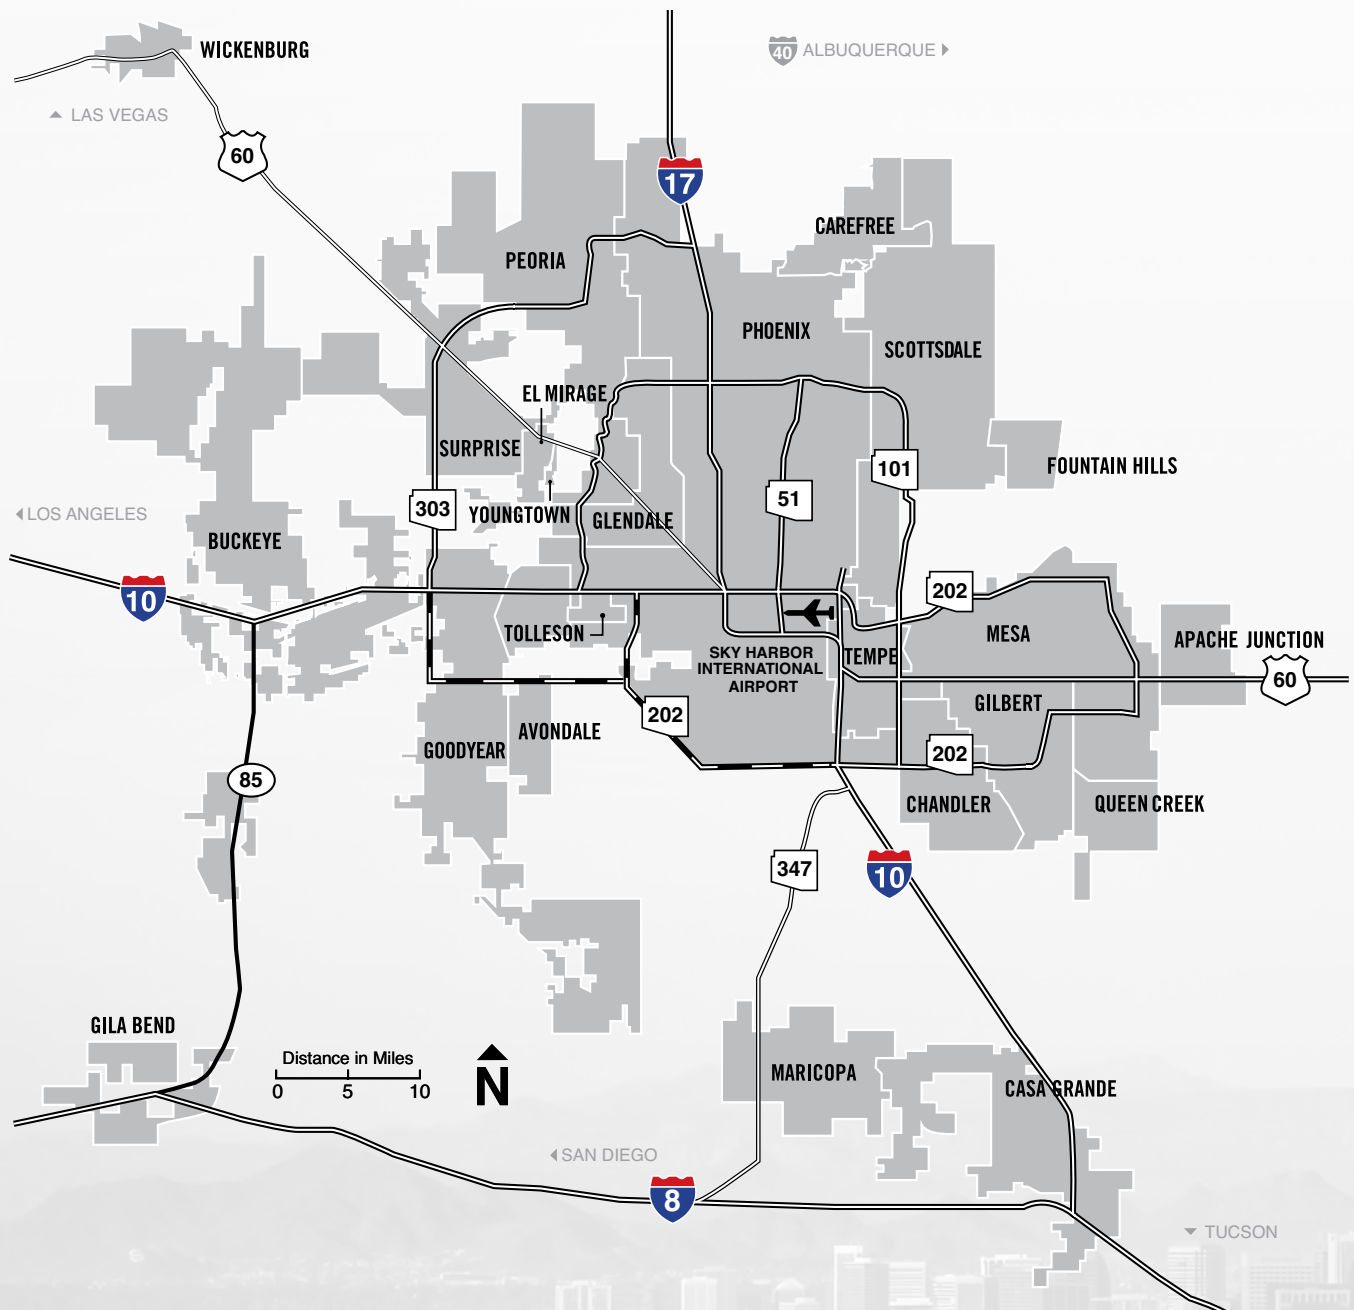 WICKENBURG
40 ALBUQUERQUE
LAS VEGAS
60
17
CAREFREE
PEORIA
PHOENIX
SCOTTSDALE
EL MIRAGE
SURPRISE
FOUNTAIN HILLS
101
51
303
YOUNGTOWN
GLENDALE
LOS ANGELES
BUCKEYE
10
202
TOLLESON
MESA
APACHE JUNCTION
SKY HARBOR
INTERNATIONAL
AIRPORT
TEMPE
60
GILBERT
202
AVONDALE
GOODYEAR
202
85
CHANDLER
QUEEN CREEK
347
10
GILA BEND
Distance in Miles
0 5 10
N
MARICOPA
CASA GRANDE
SAN DIEGO
8
TUCSON